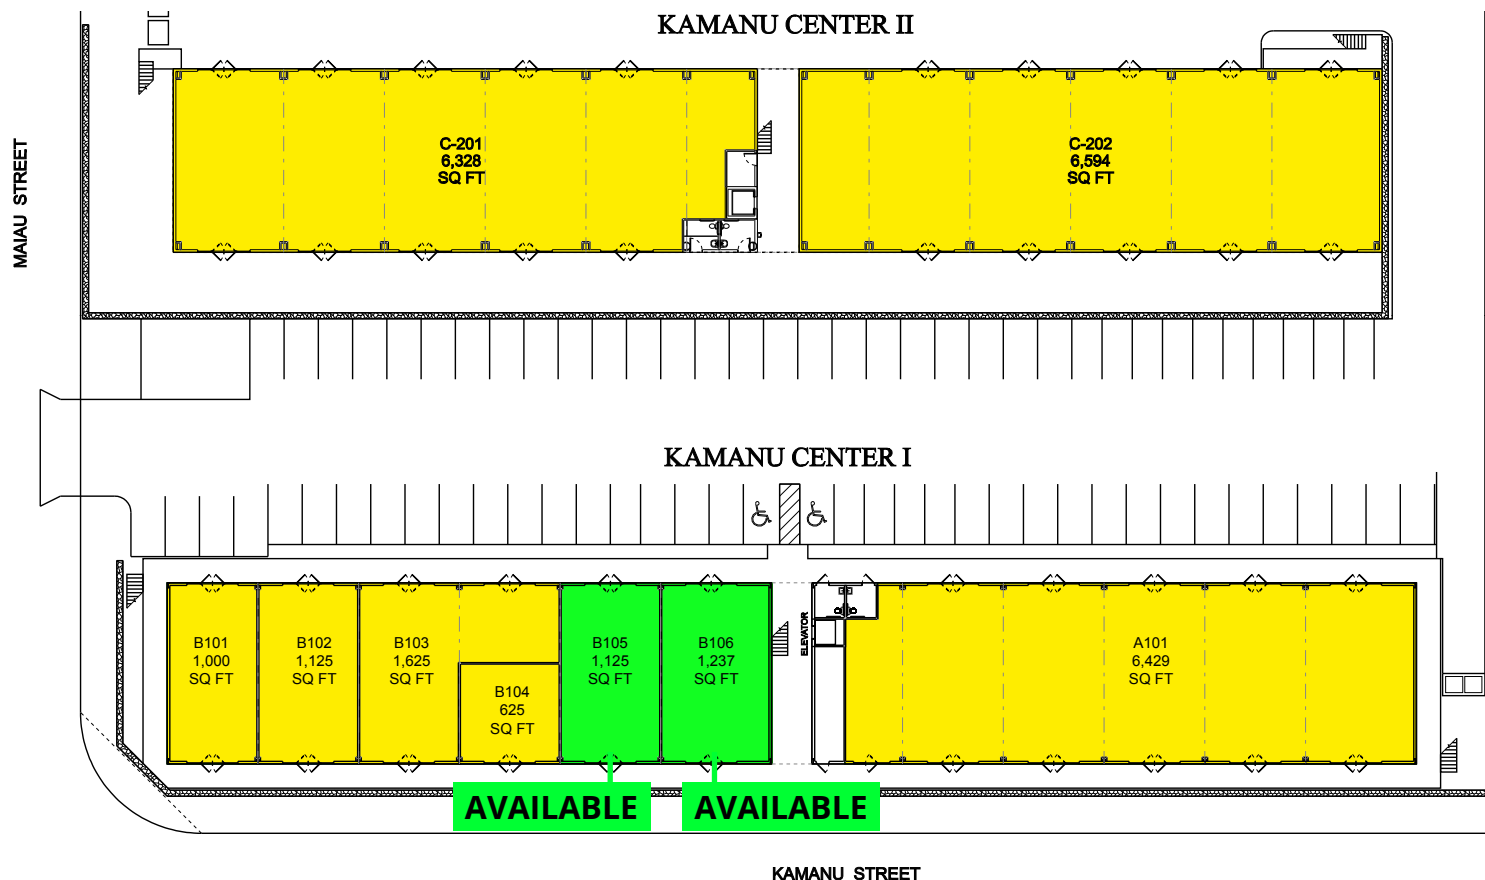 KAMANU CENTER II
MAIAU STREET
C-201
6,328
SQ FT
C-202
6,594
SQ FT
KAMANU CENTER I
B101
1,000
SQ FT
B102
1,125
SQ FT
B103
1,625
SQ FT
B104
625
SQ FT
B105
1,125
SQ FT
B106
1,237
SQ FT
ELEVATOR
A101
6,429
SQ FT
AVAILABLE
AVAILABLE
KAMANU STREET